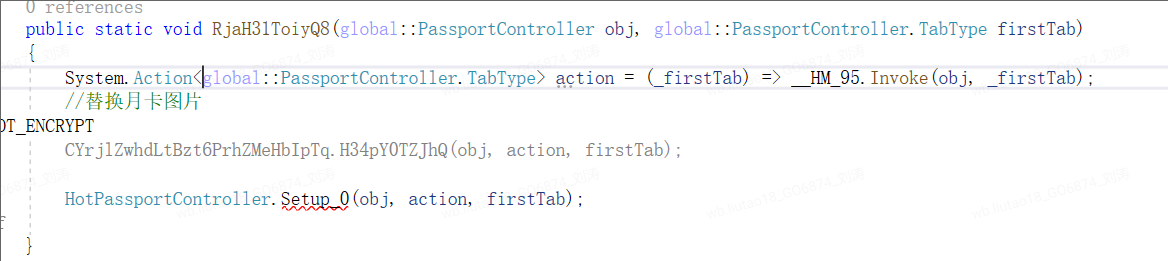 0 references
public static void RjaH3lToiyQ8(global::PassportController obj, global::PassportController.TabType firstTab)
{
System.Action<global::PassportController.TabType> action = (_firstTab) => __HM_95.Invoke(obj, _firstTab);
//替换月卡图片
OT_ENCRYPT
CYrjlZwhdLtBzt6PrhZMeHbIpTq.H34pYOTZJhQ(obj, action, firstTab);
HotPassportController.Setup_0(obj, action, firstTab);
f
}